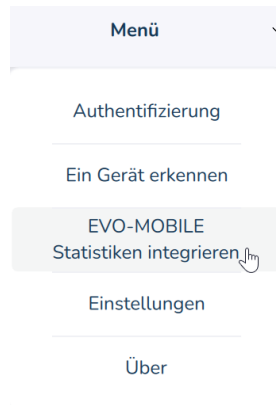 Menü
Authentifizierung
Ein Gerät erkennen
EVO-MOBILE
Statistiken integrieren
Einstellungen
Über